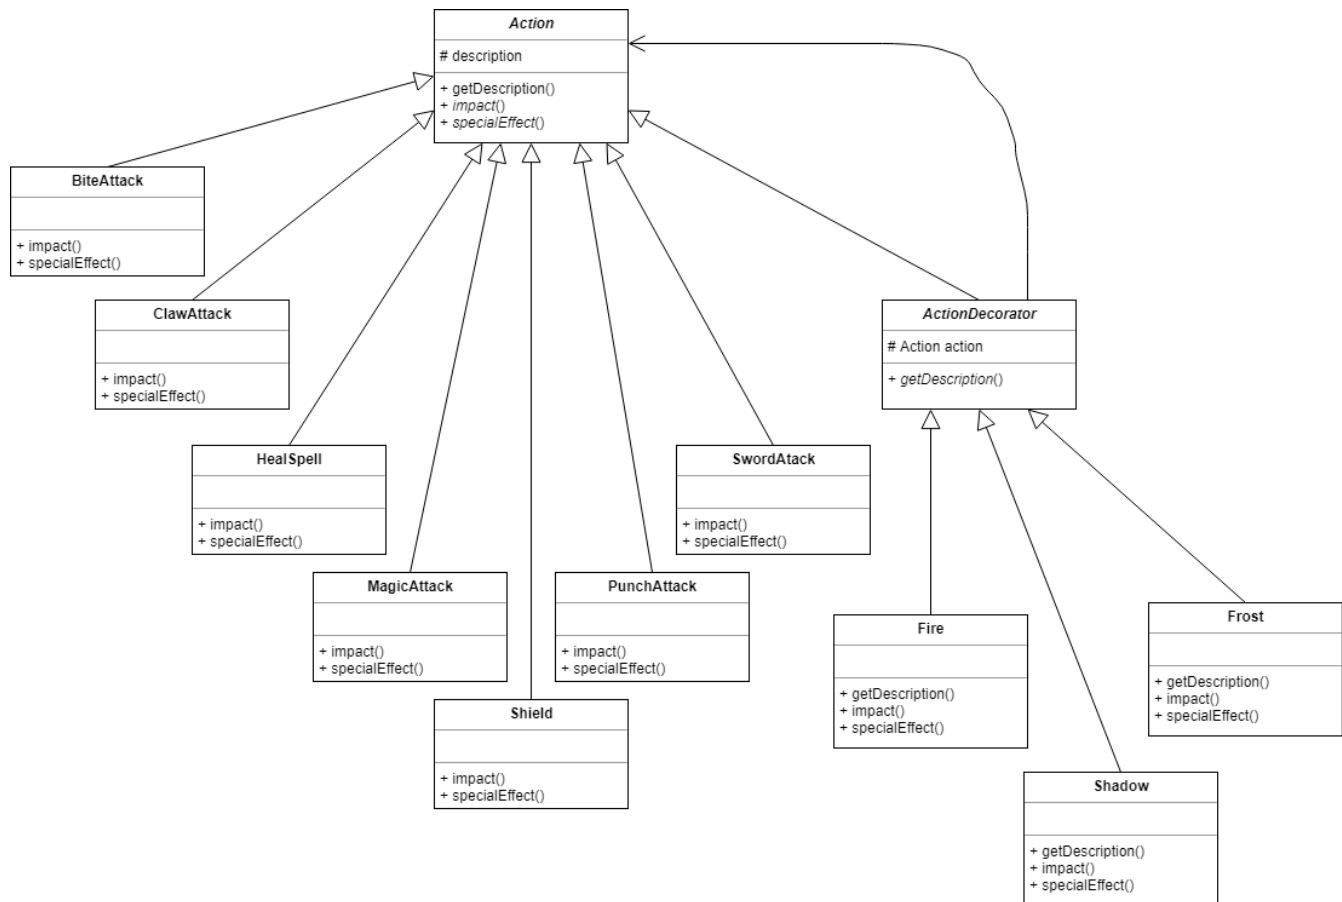 Action
# description
+ getDescription()
+ impact()
+ specialEffect()
BiteAttack
+ impact()
+ specialEffect()
ClawAttack
+ impact()
+ specialEffect()
ActionDecorator
# Action action
+ getDescription()
HealSpell
+ impact()
+ specialEffect()
SwordAtack
+ impact()
+ specialEffect()
MagicAttack
+ impact()
+ specialEffect()
PunchAttack
+ impact()
+ specialEffect()
Fire
+ getDescription()
+ impact()
+ specialEffect()
Frost
+ getDescription()
+ impact()
+ specialEffect()
Shield
+ impact()
+ specialEffect()
Shadow
+ getDescription()
+ impact()
+ specialEffect()